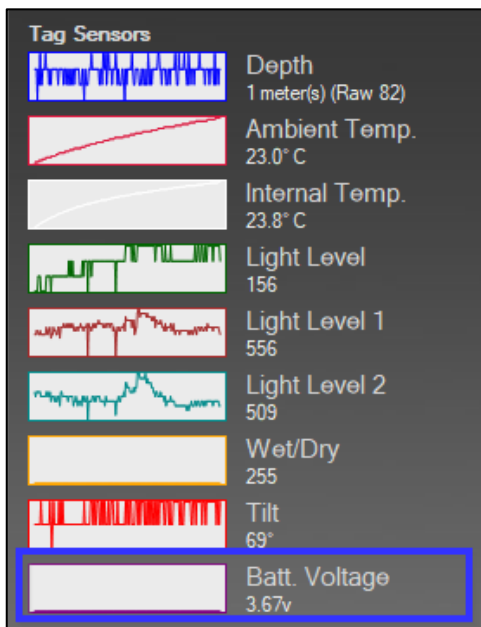 Tag Sensors
Depth
1 meter(s) (Raw 82)
Ambient Temp.
23.0° C
Internal Temp.
23.8° C
Light Level
156
Light Level 1
556
Light Level 2
509
Wet/Dry
255
Tilt
69°
Batt. Voltage
3.67v